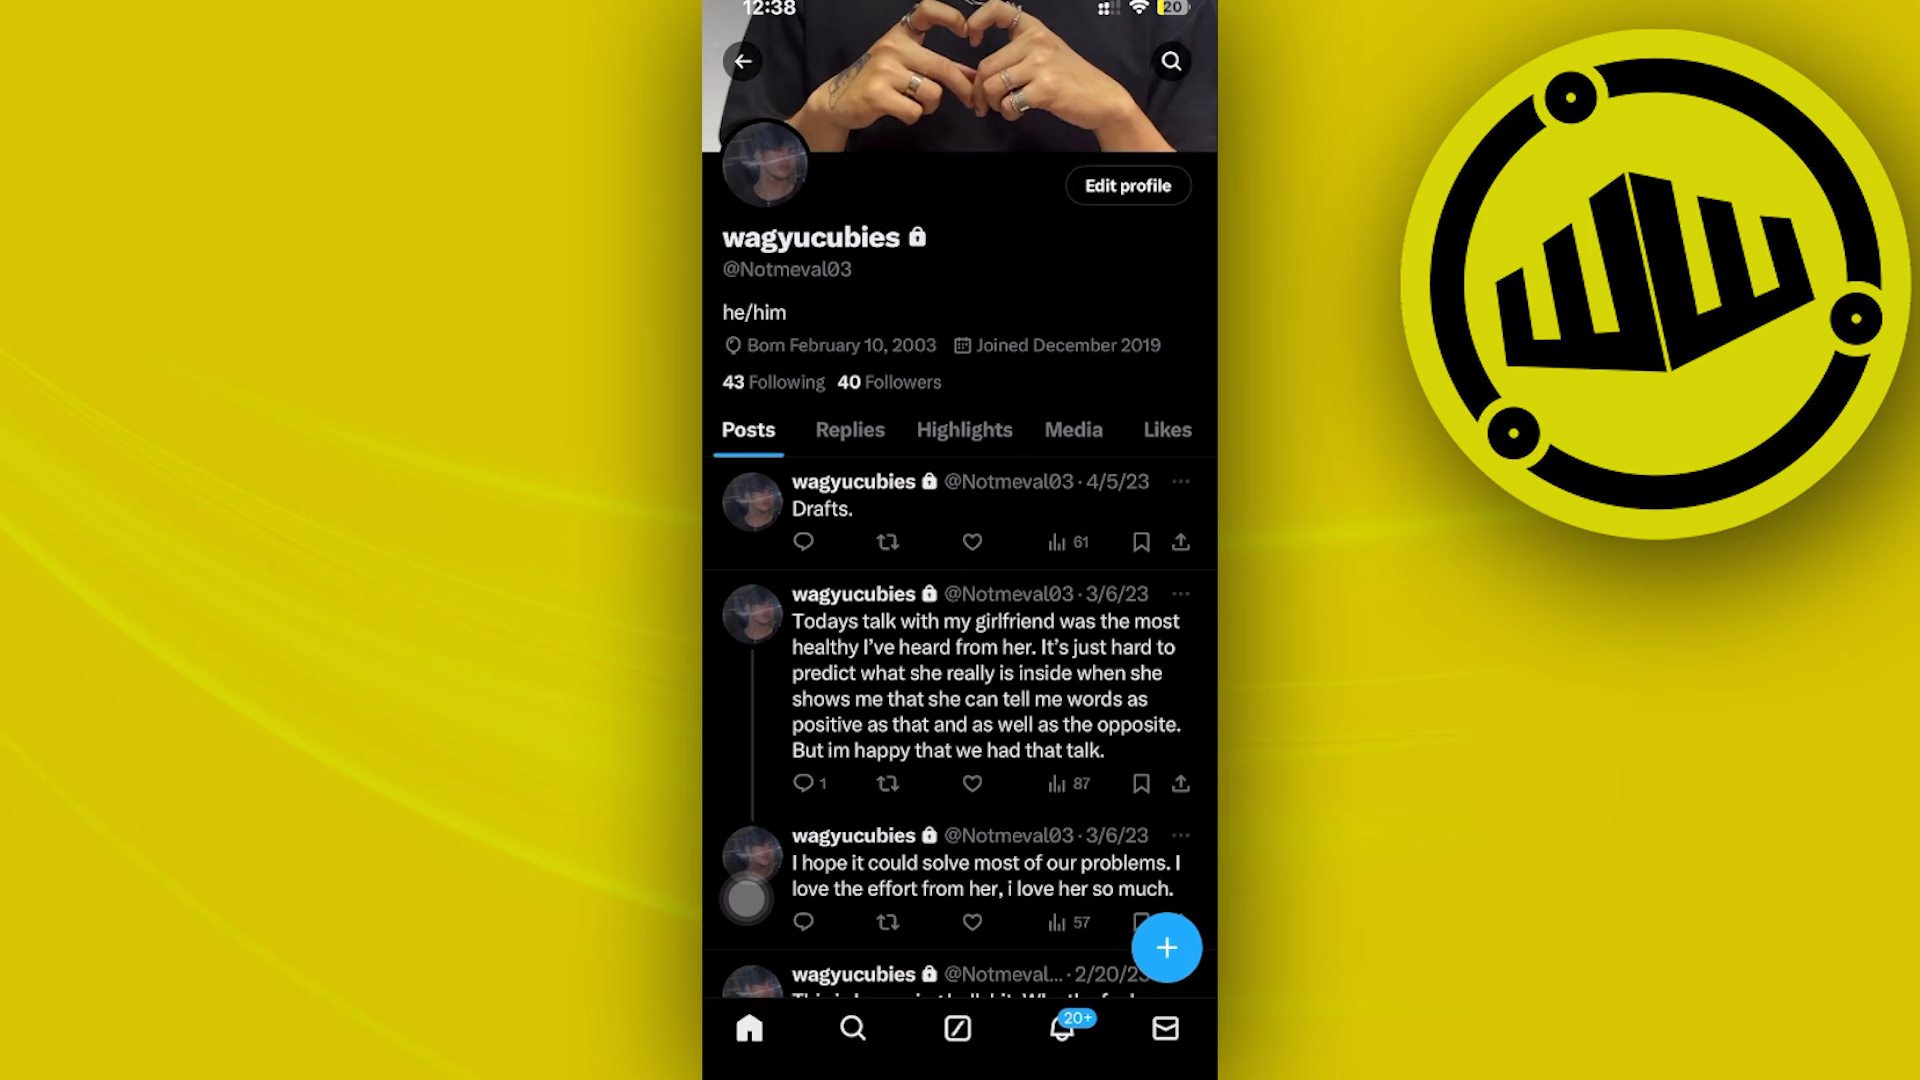 12:38
20
Edit profile
wagyucubies
@Notmeval03
he/him
Born February 10, 2003 Joined December 2019
43 Following 40 Followers
Posts Replies Highlights Media Likes
wagyucubies @Notmeval03 · 4/5/23
Drafts.
61
wagyucubies @Notmeval03 · 3/6/23
Todays talk with my girlfriend was the most
healthy I've heard from her. It's just hard to
predict what she really is inside when she
shows me that she can tell me words as
positive as that and as well as the opposite.
But im happy that we had that talk.
1 87
wagyucubies @Notmeval03 · 3/6/23
I hope it could solve most of our problems. I
love the effort from her, i love her so much.
57
wagyucubies @Notmeval... · 2/20/23
20+